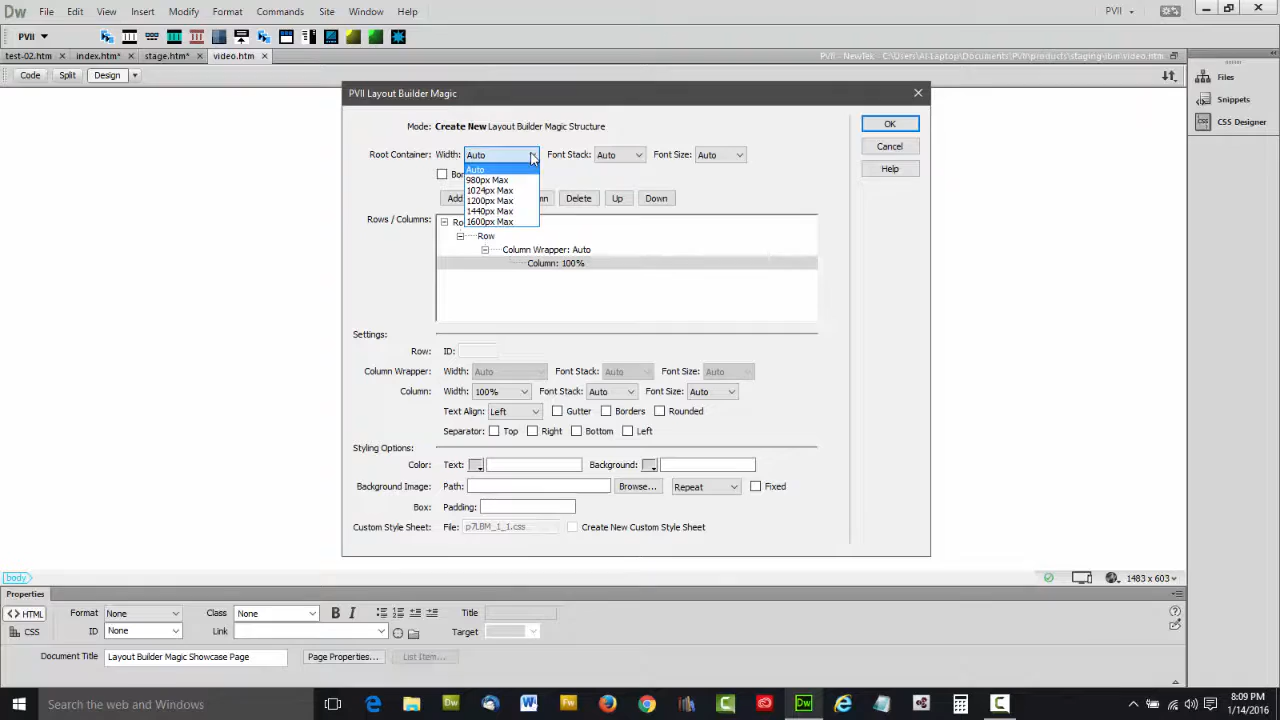 Dw File Edit View Insert Modify Format Commands Site Window Help PVII
PVII
test-02.htm × index.htm* × stage.htm* × video.htm ×
Code Split Design
PVII Layout Builder Magic
Mode: Create New Layout Builder Magic Structure
Root Container: Width: Auto Font Stack: Auto Font Size: Auto
Auto
980px Max
1024px Max
1200px Max
1440px Max
1600px Max
Add Delete Up Down
Rows / Columns:
Row
Column Wrapper: Auto
Column: 100%
Settings:
Row: ID:
Column Wrapper: Width: Auto Font Stack: Auto Font Size: Auto
Column: Width: 100% Font Stack: Auto Font Size: Auto
Text Align: Left Gutter Borders Rounded
Separator: Top Right Bottom Left
Styling Options:
Color: Text: Background:
Background Image: Path: Browse... Repeat Fixed
Box: Padding:
Custom Style Sheet: File: p7LBM_1_1.css Create New Custom Style Sheet
OK
Cancel
Help
Files
Snippets
CSS Designer
body 1483 x 603
Properties
<> HTML Format None Class None B I Title
CSS ID None Link Target
Document Title Layout Builder Magic Showcase Page Page Properties... List Item...
Search the web and Windows
8:09 PM
1/14/2016